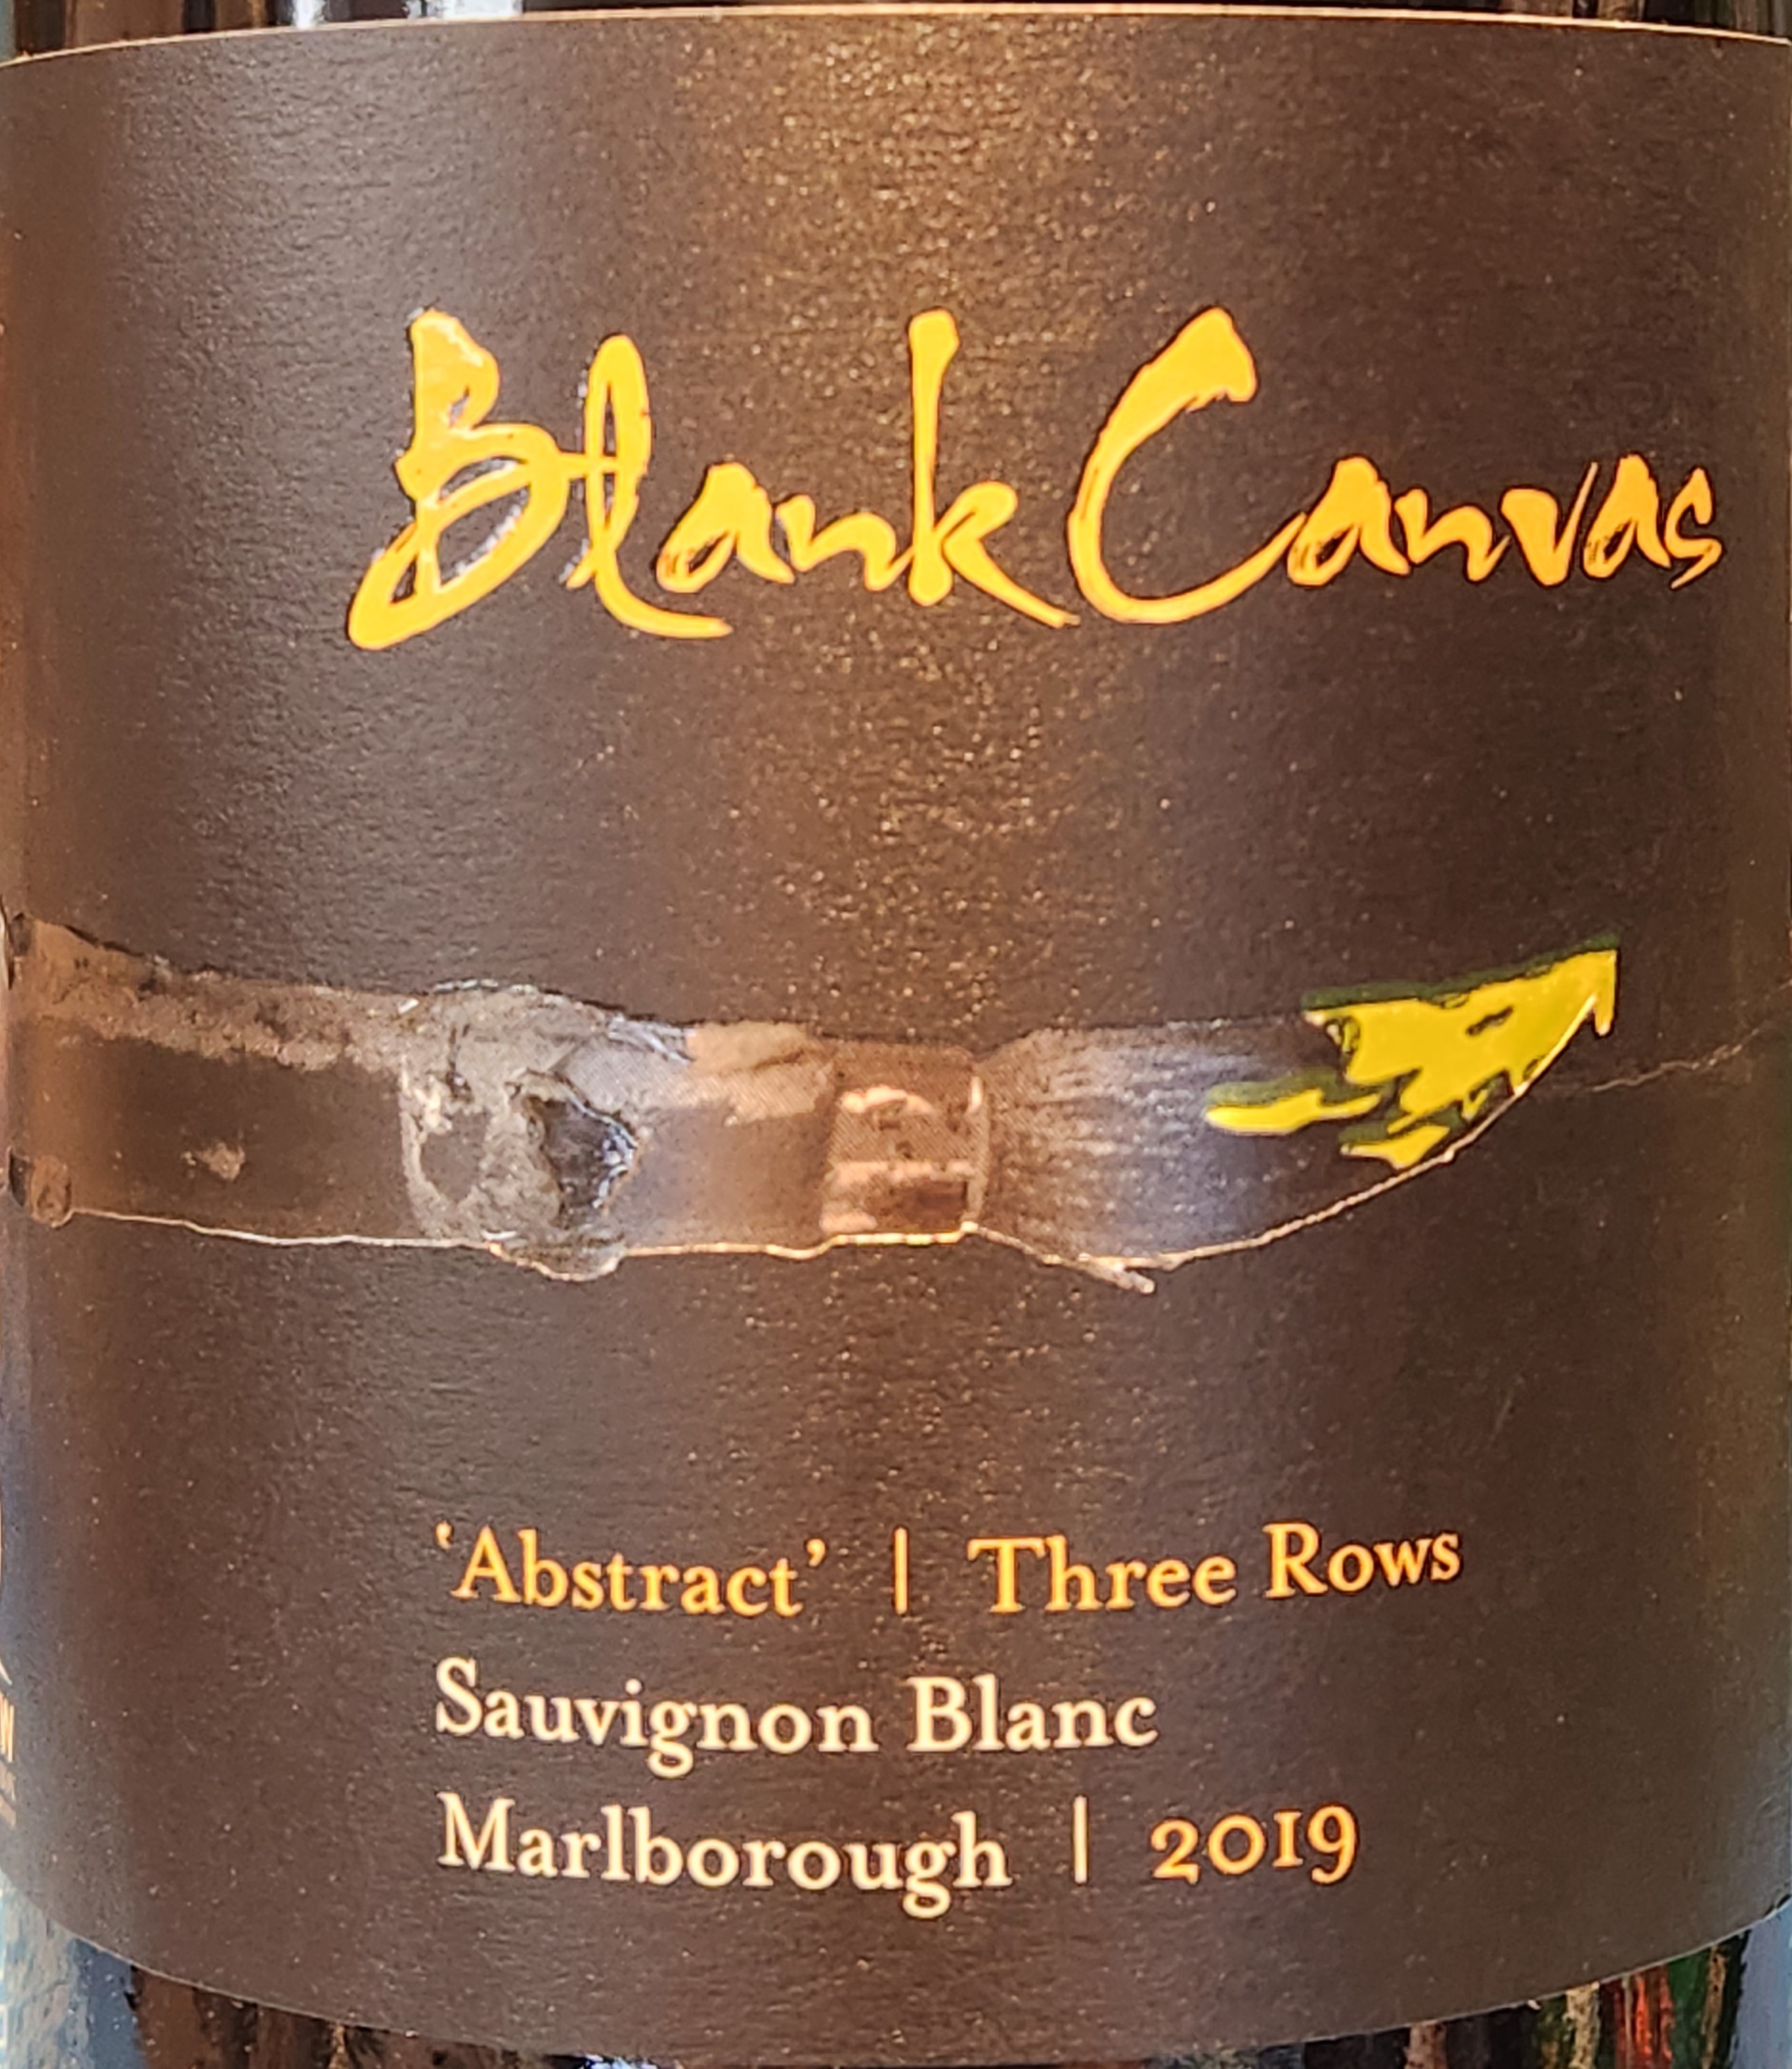 Blank Canvas
‘Abstract’ | Three Rows
Sauvignon Blanc
Marlborough | 2019